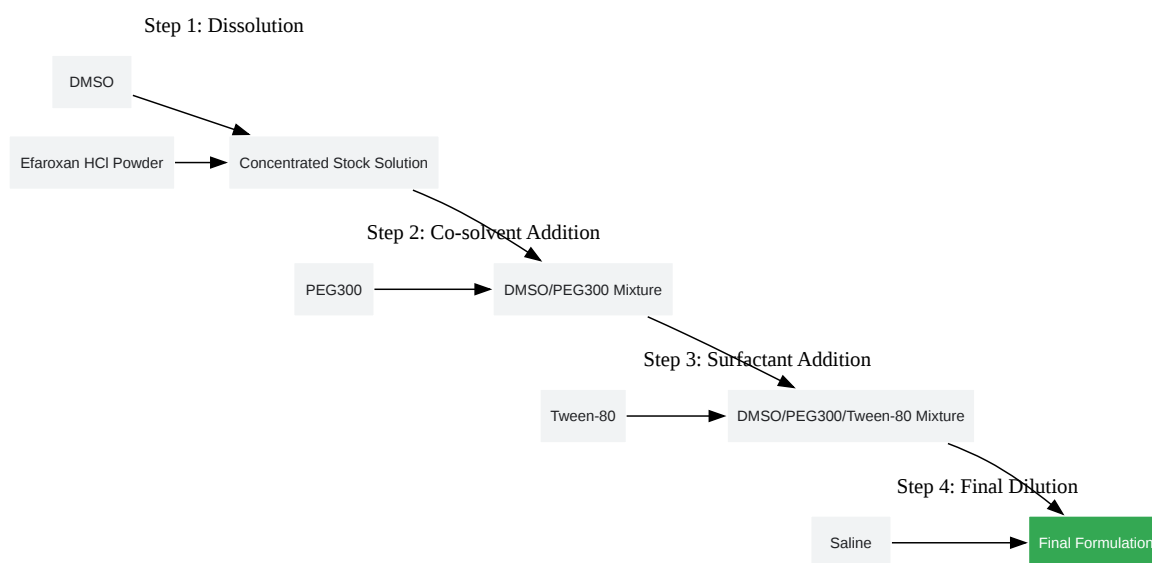 Step 1: Dissolution
DMSO
Efaroxan HCl Powder
Concentrated Stock Solution
Step 2: Co-solvent Addition
PEG300
DMSO/PEG300 Mixture
Step 3: Surfactant Addition
Tween-80
DMSO/PEG300/Tween-80 Mixture
Step 4: Final Dilution
Saline
Final Formulation